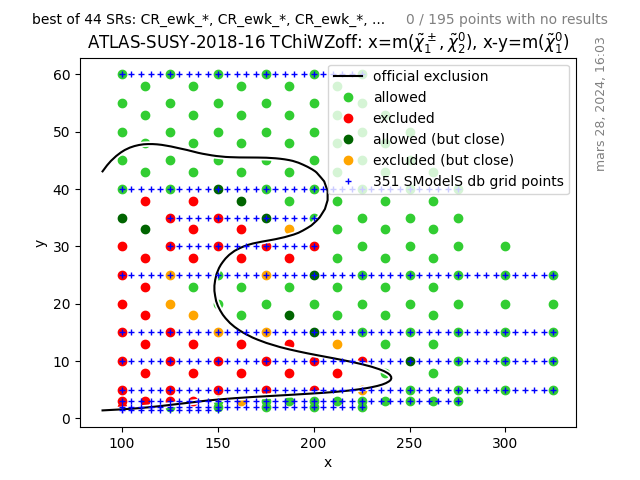 best of 44 SRs: CR_ewk_*, CR_ewk_*, CR_ewk_*, ... 0 / 195 points with no results
ATLAS-SUSY-2018-16 TChiWZoff: x=m(χ̃₁±, χ̃₂⁰), x-y=m(χ̃₁⁰)
mars 28, 2024, 16:03
official exclusion
allowed
excluded
allowed (but close)
excluded (but close)
351 SModelS db grid points
y
60
50
40
30
20
10
0
100 150 200 250 300
x